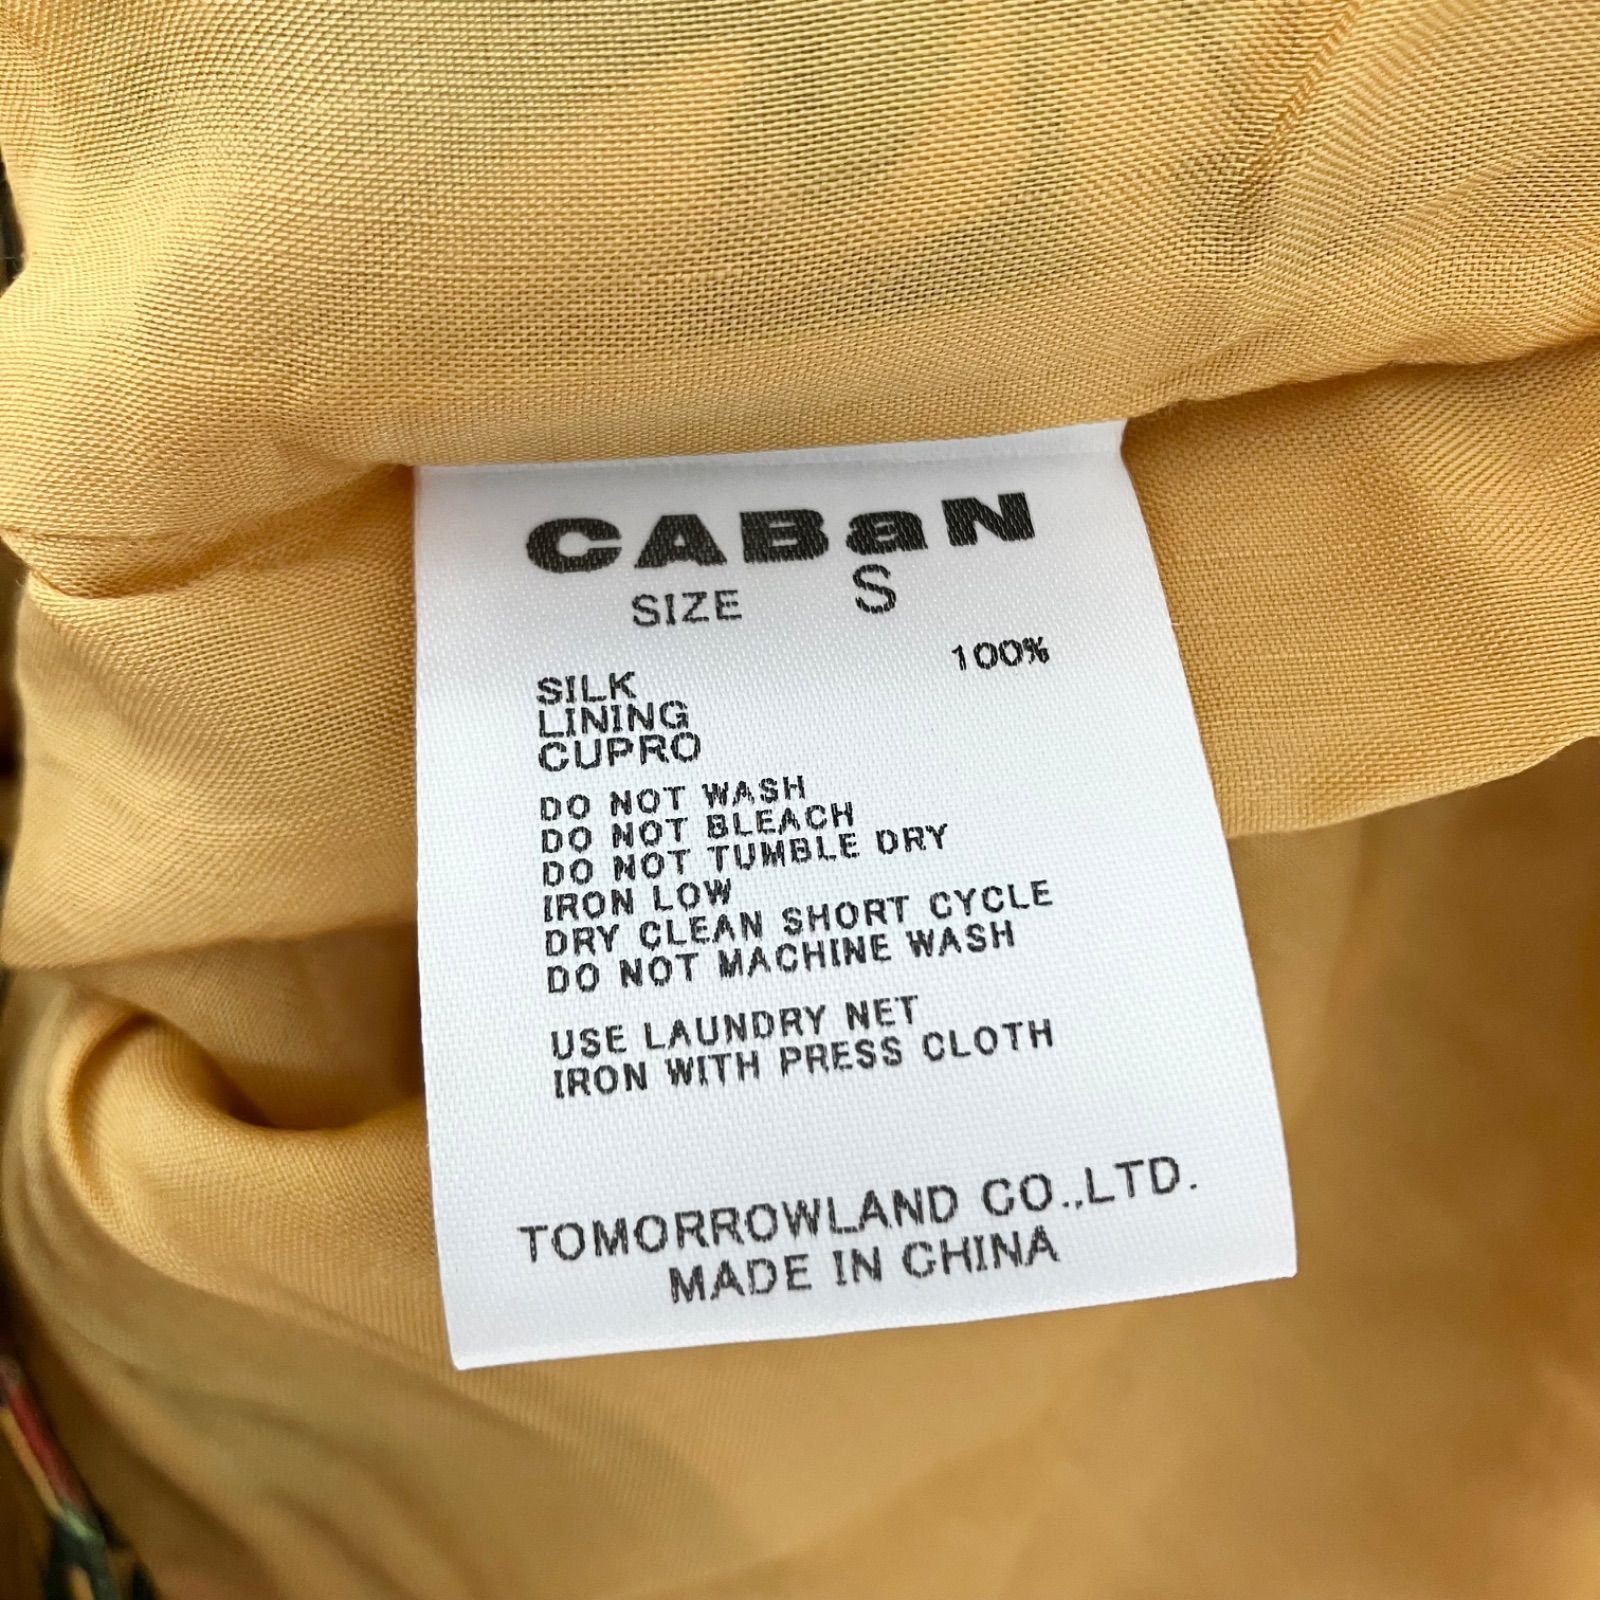 CABaN
SIZE S
SILK 100%
LINING
CUPRO
DO NOT WASH
DO NOT BLEACH
DO NOT TUMBLE DRY
IRON LOW
DRY CLEAN SHORT CYCLE
DO NOT MACHINE WASH
USE LAUNDRY NET
IRON WITH PRESS CLOTH
TOMORROWLAND CO.,LTD.
MADE IN CHINA